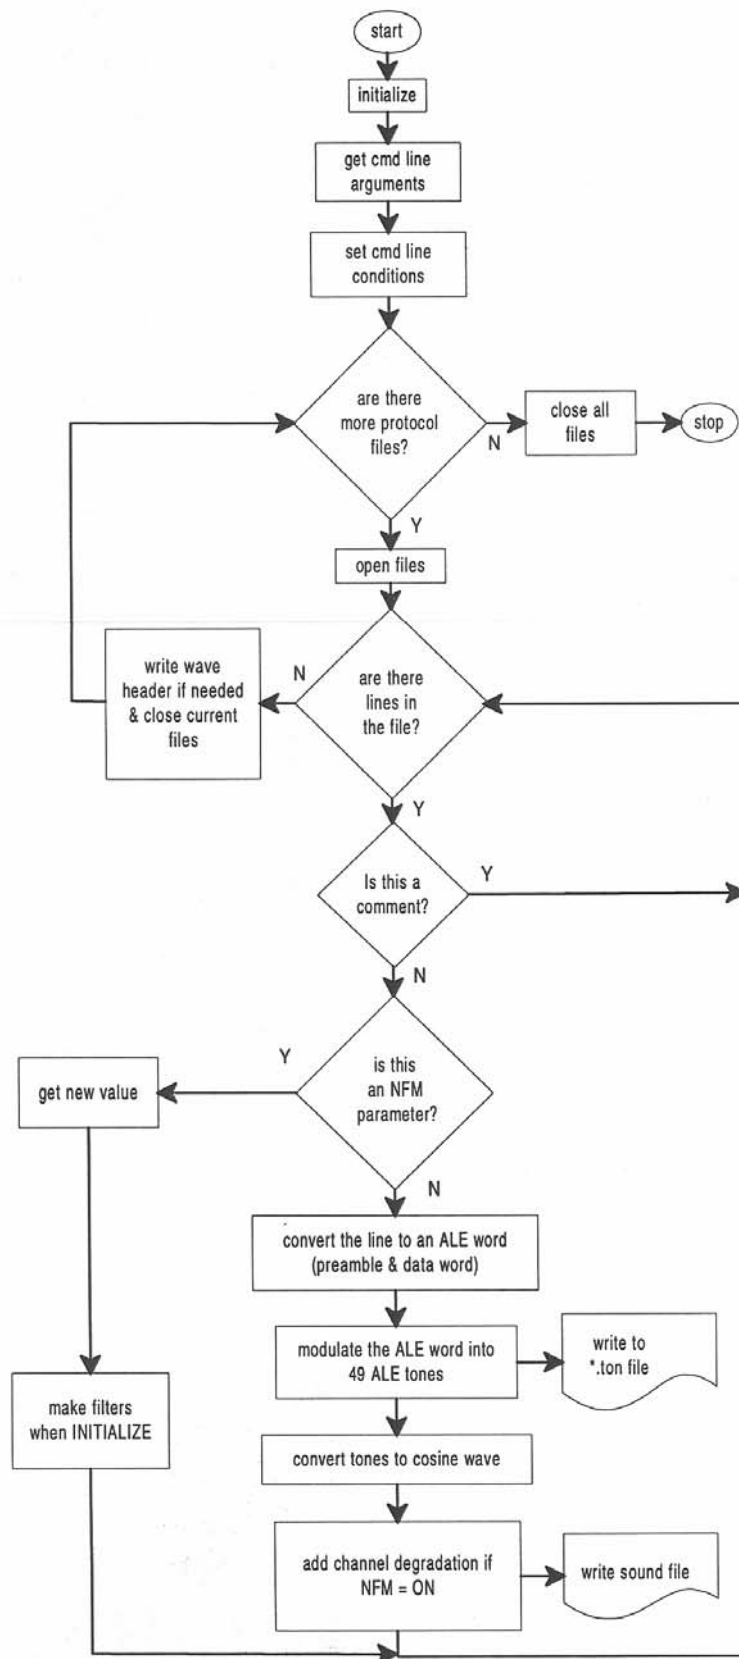 start
initialize
get cmd line
arguments
set cmd line
conditions
are there
more protocol
files?
N
close all
files
stop
Y
open files
write wave
header if needed
& close current
files
N
are there
lines in
the file?
Y
Is this a
comment?
Y
N
Y
is this
an NFM
parameter?
get new value
N
convert the line to an ALE word
(preamble & data word)
modulate the ALE word into
49 ALE tones
write to
*.ton file
make filters
when INITIALIZE
convert tones to cosine wave
add channel degradation if
NFM = ON
write sound file